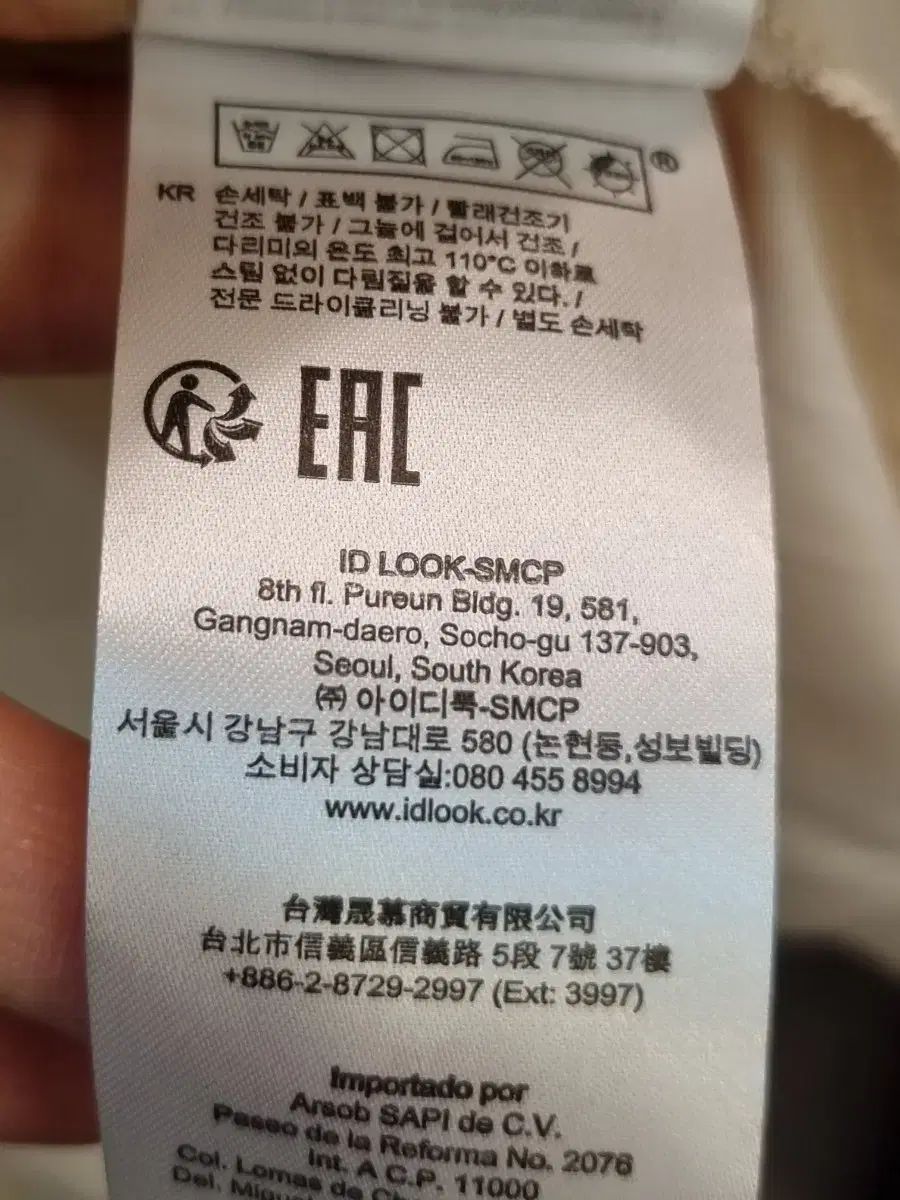 ®
KR 손세탁 / 표백 불가 / 빨래건조기
건조 불가 / 그늘에 걸어서 건조 /
다리미의 온도 최고 110°C 이하로
스팀 없이 다림질을 할 수 있다. /
전문 드라이클리닝 불가 / 별도 손세탁
EAC
ID LOOK-SMCP
8th fl. Pureun Bldg. 19, 581,
Gangnam-daero, Socho-gu 137-903,
Seoul, South Korea
㈜ 아이디룩-SMCP
서울시 강남구 강남대로 580 (논현동,성보빌딩)
소비자 상담실:080 455 8994
www.idlook.co.kr
台灣晟慕商貿有限公司
台北市信義區信義路 5段 7號 37樓
+886-2-8729-2997 (Ext: 3997)
Importado por
Arsob SAPI de C.V.
Paseo de la Reforma No. 2076
Int. A C.P. 11000
Col. Lomas de
Del.